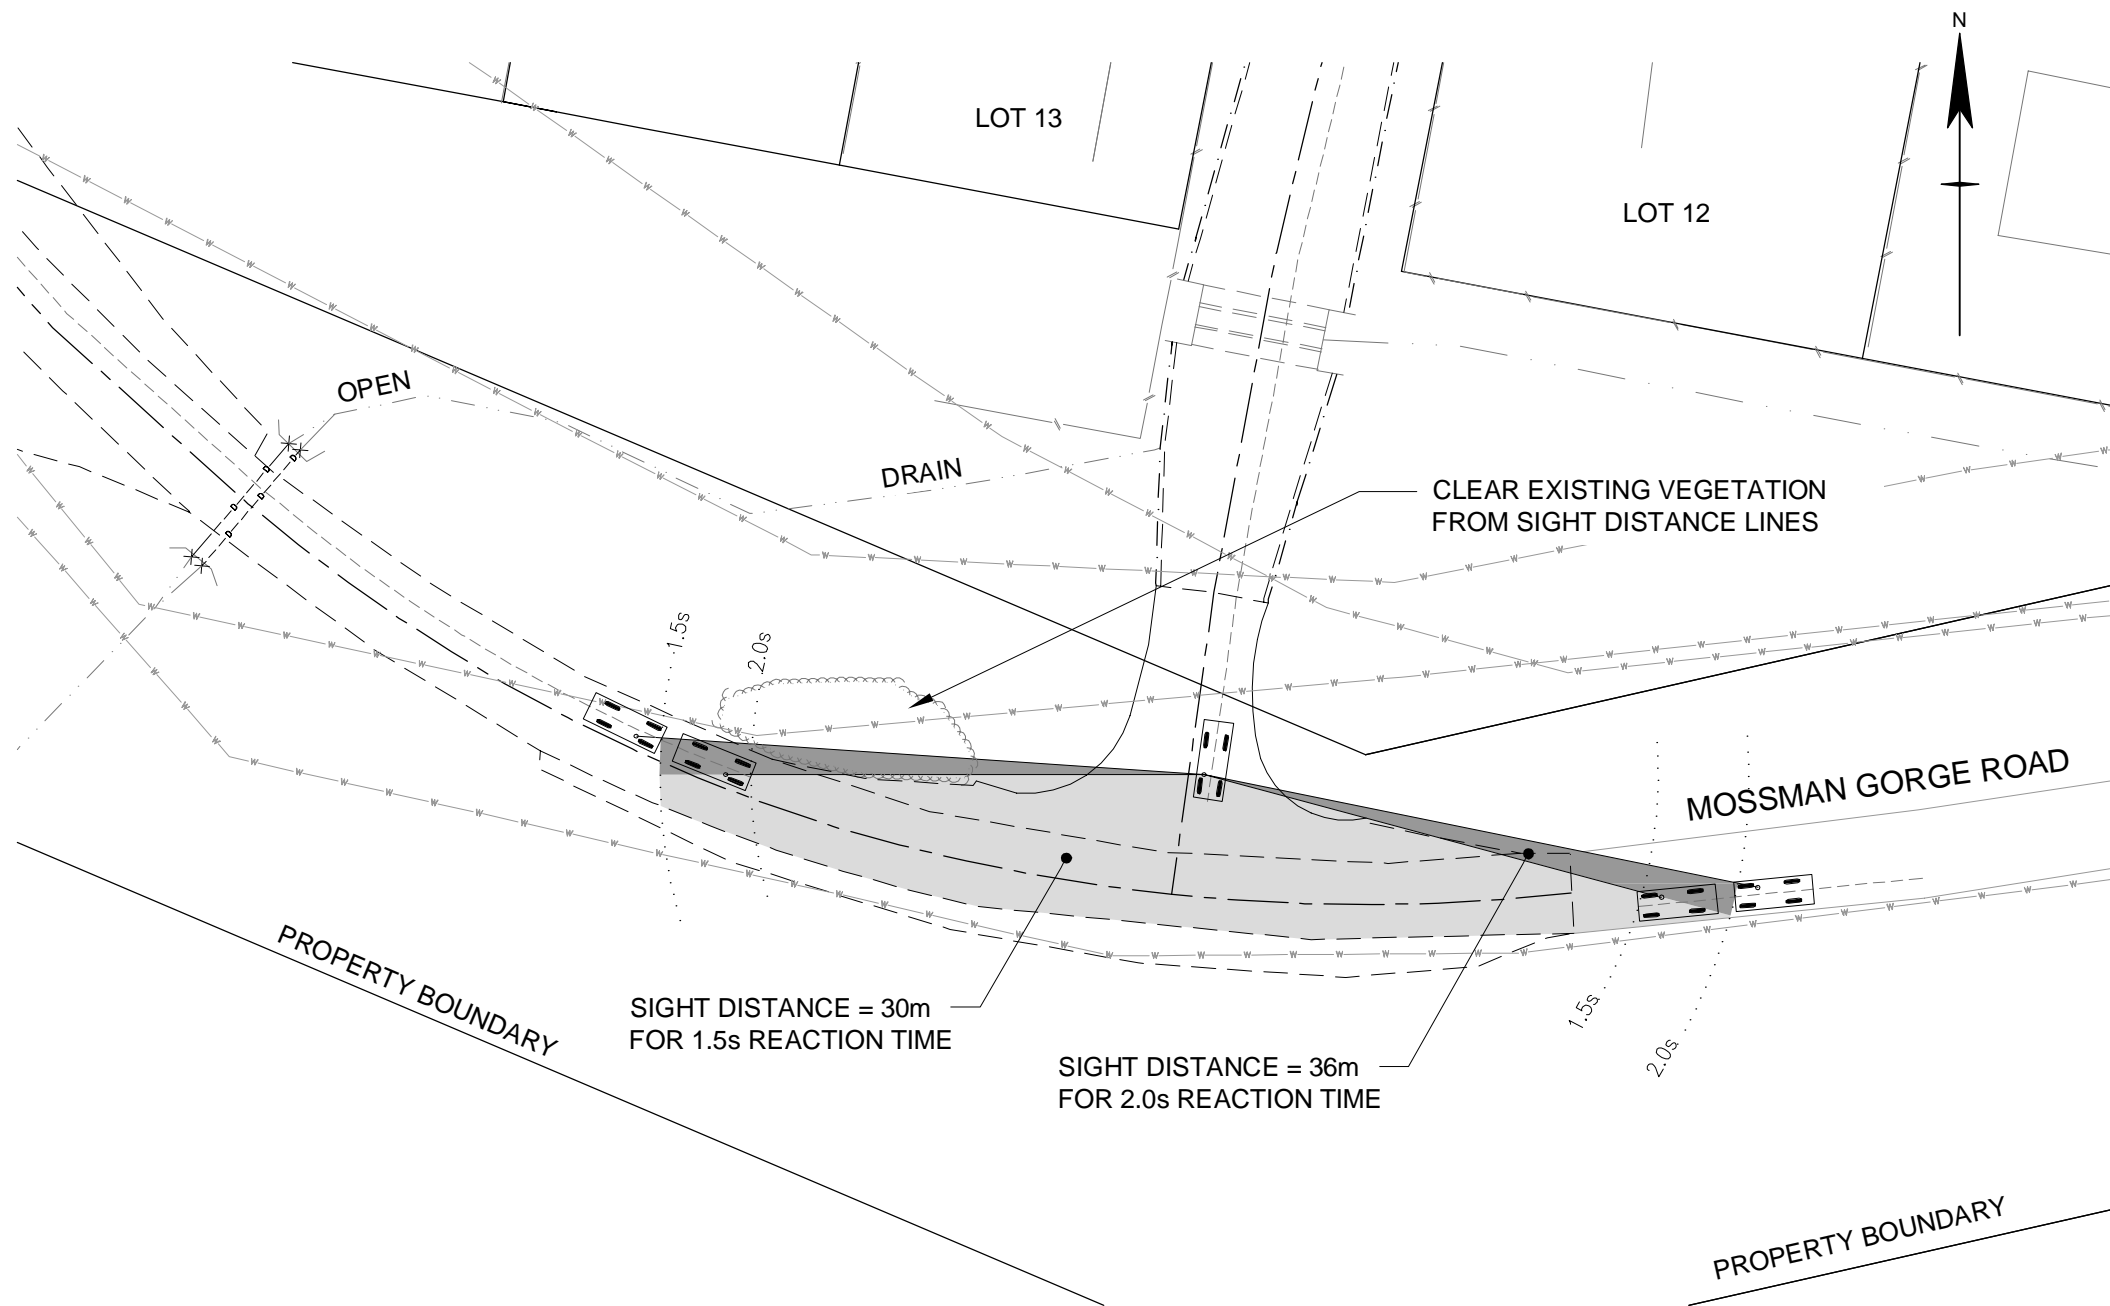 N
LOT 13
LOT 12
OPEN
DRAIN
CLEAR EXISTING VEGETATION
FROM SIGHT DISTANCE LINES
1.5s
2.0s
MOSSMAN GORGE ROAD
PROPERTY BOUNDARY
SIGHT DISTANCE = 30m
FOR 1.5s REACTION TIME
1.5s
2.0s
SIGHT DISTANCE = 36m
FOR 2.0s REACTION TIME
PROPERTY BOUNDARY